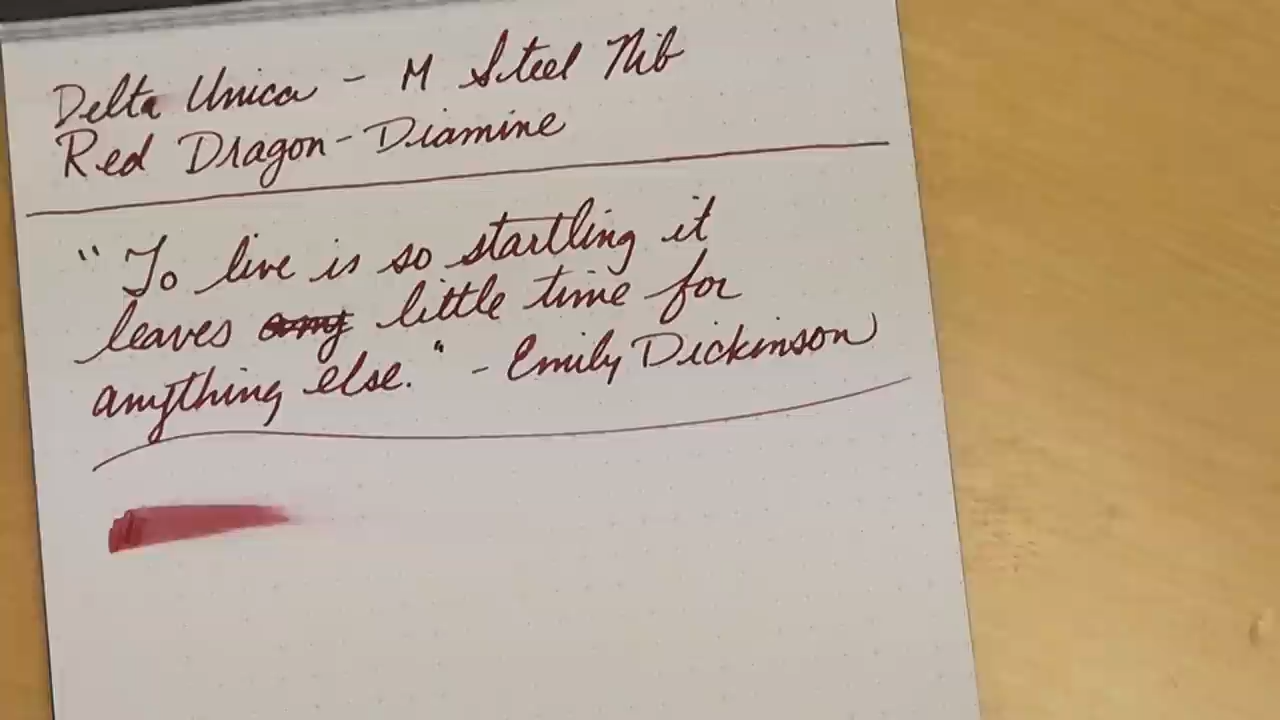 Delta Unica - M Steel Nib
Red Dragon - Diamine
"To live is so startling it
leaves any little time for
anything else." - Emily Dickinson